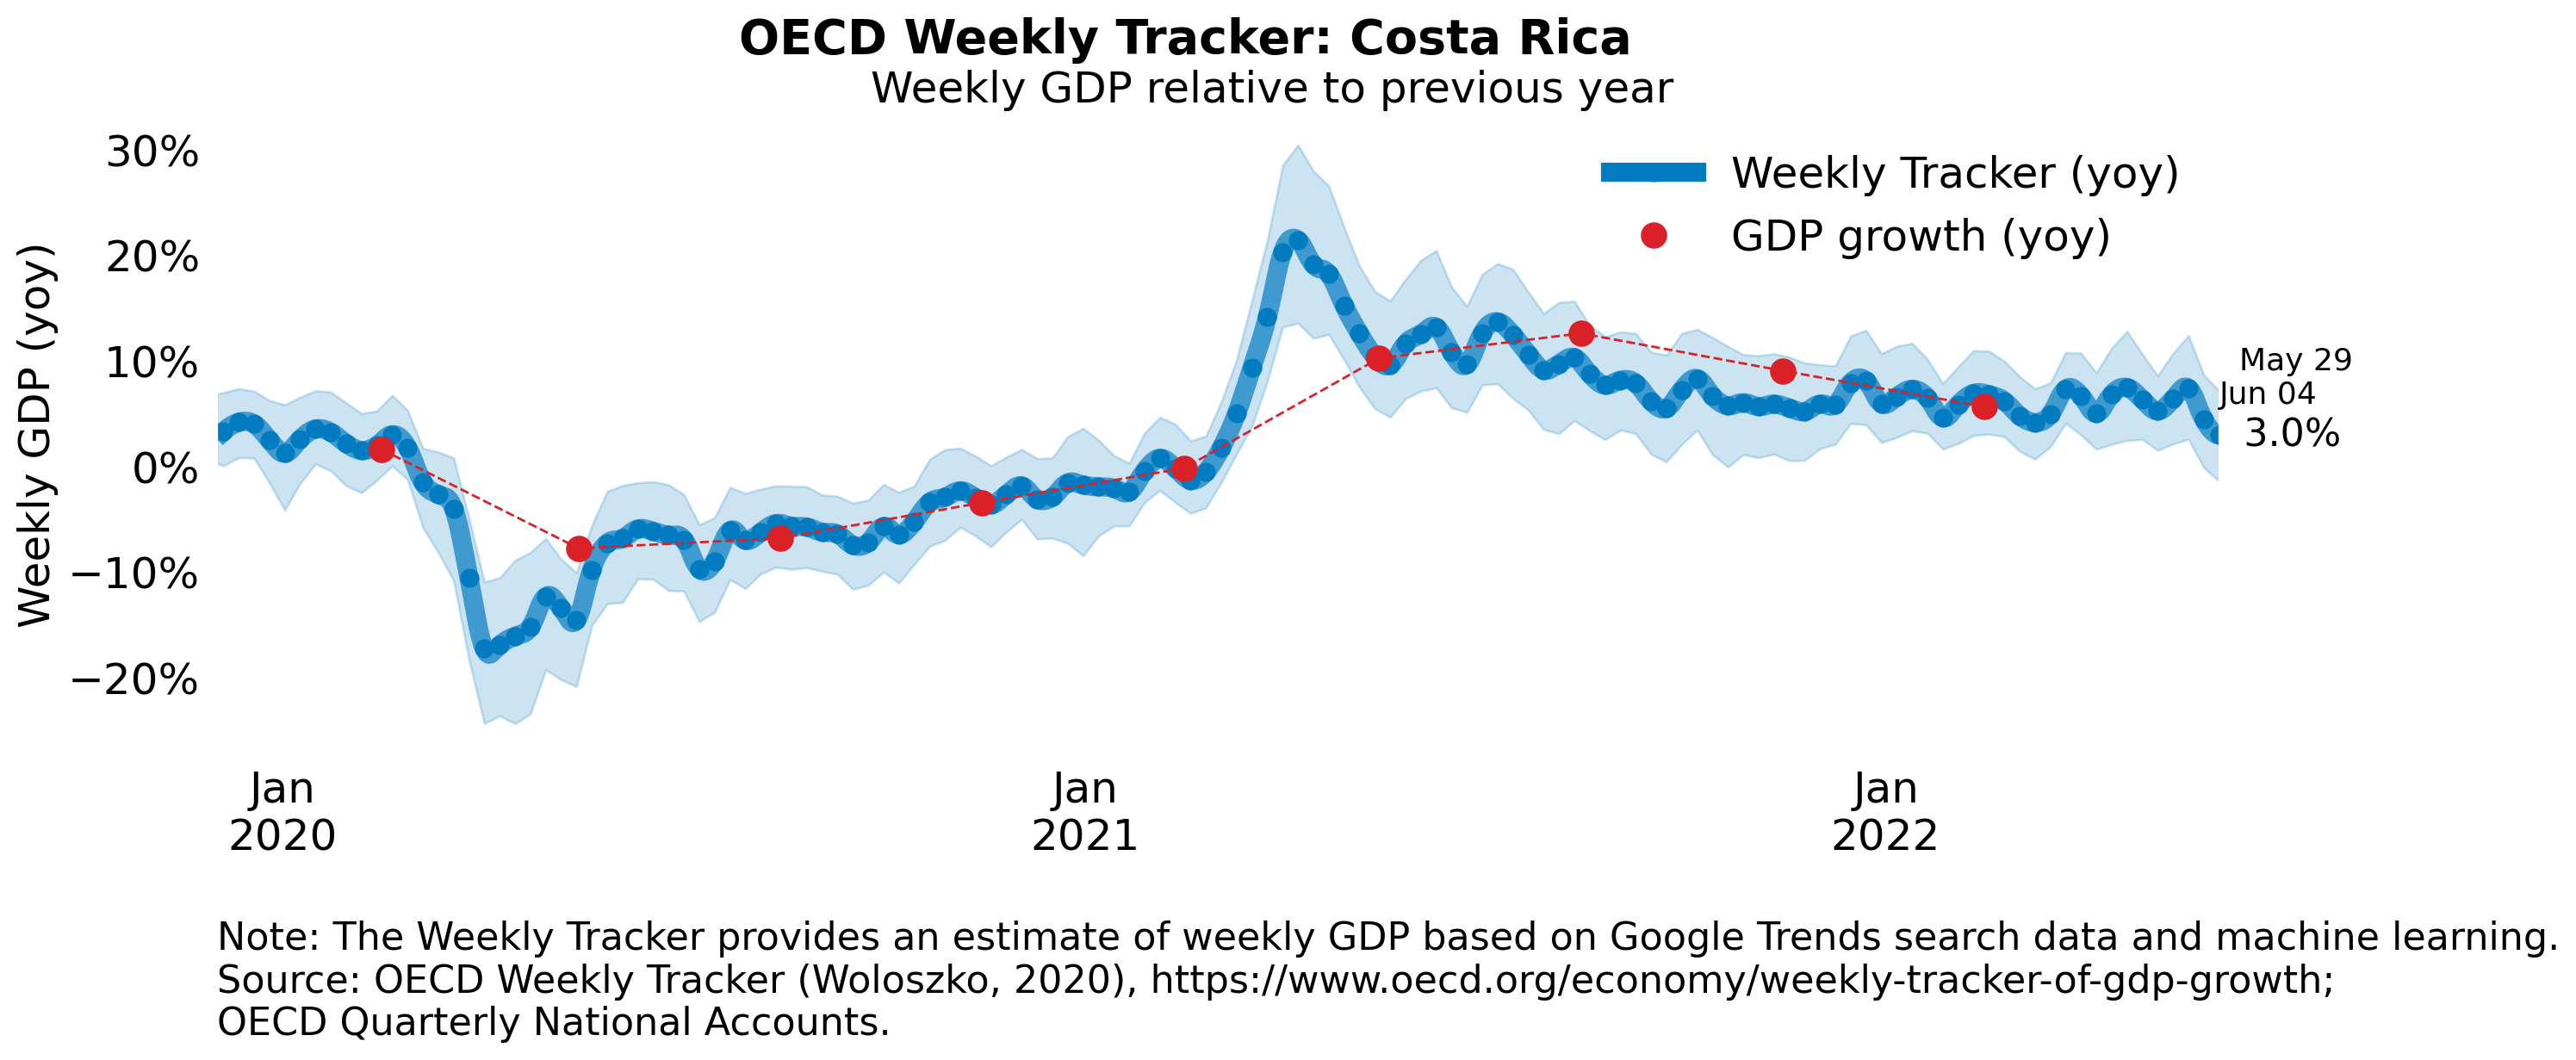 OECD Weekly Tracker: Costa Rica
Weekly GDP relative to previous year
Weekly GDP (yoy)
30%
20%
10%
0%
−10%
−20%
Weekly Tracker (yoy)
GDP growth (yoy)
May 29
Jun 04
3.0%
Jan
2020
Jan
2021
Jan
2022
Note: The Weekly Tracker provides an estimate of weekly GDP based on Google Trends search data and machine learning.
Source: OECD Weekly Tracker (Woloszko, 2020), https://www.oecd.org/economy/weekly-tracker-of-gdp-growth;
OECD Quarterly National Accounts.